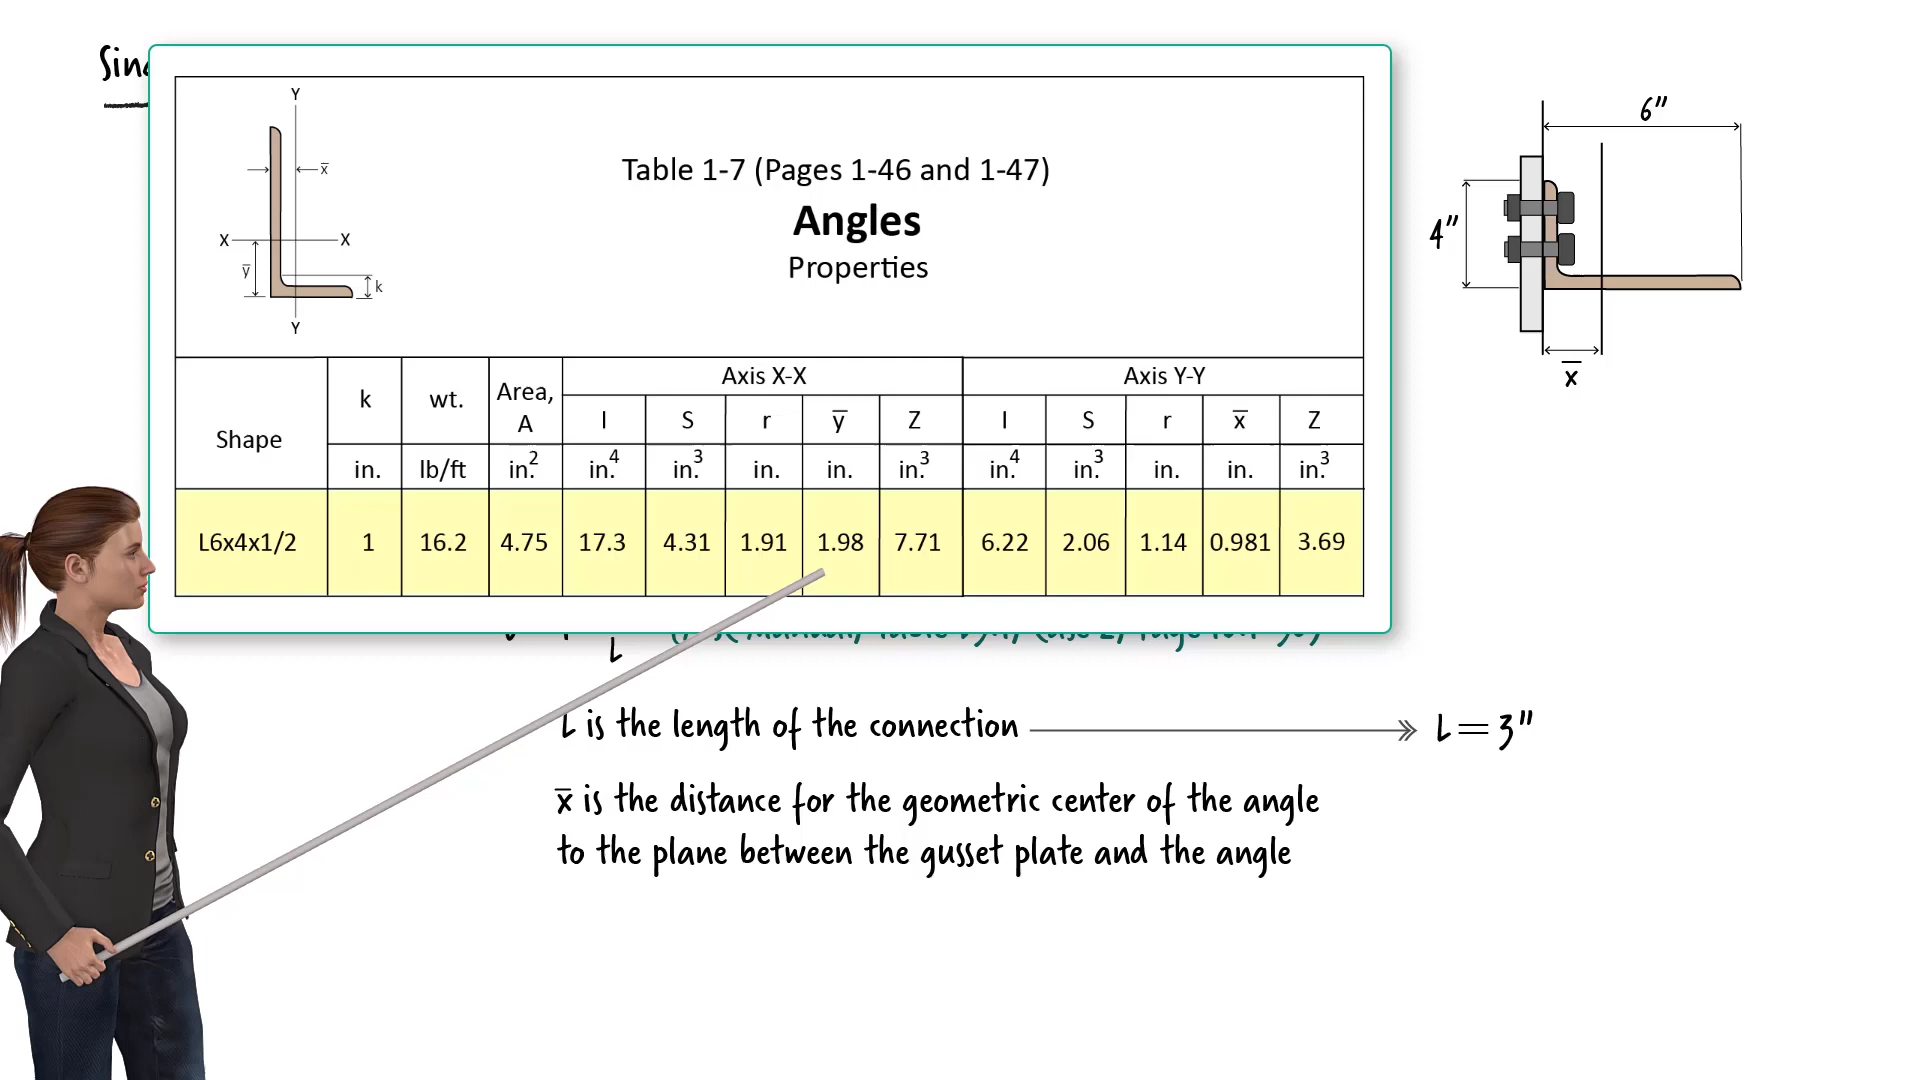 Sing
Y
x̄
X X
ȳ
k
Y
Table 1-7 (Pages 1-46 and 1-47)
Angles
Properties
Shape k wt. Area, A Axis X-X Axis Y-Y
I S r ȳ Z I S r x̄ Z
in. lb/ft in.² in.⁴ in.³ in. in. in.³ in.⁴ in.³ in. in. in.³
L6x4x1/2 1 16.2 4.75 17.3 4.31 1.91 1.98 7.71 6.22 2.06 1.14 0.981 3.69
6"
4"
x̄
L
L is the length of the connection L = 3"
x̄ is the distance for the geometric center of the angle
to the plane between the gusset plate and the angle